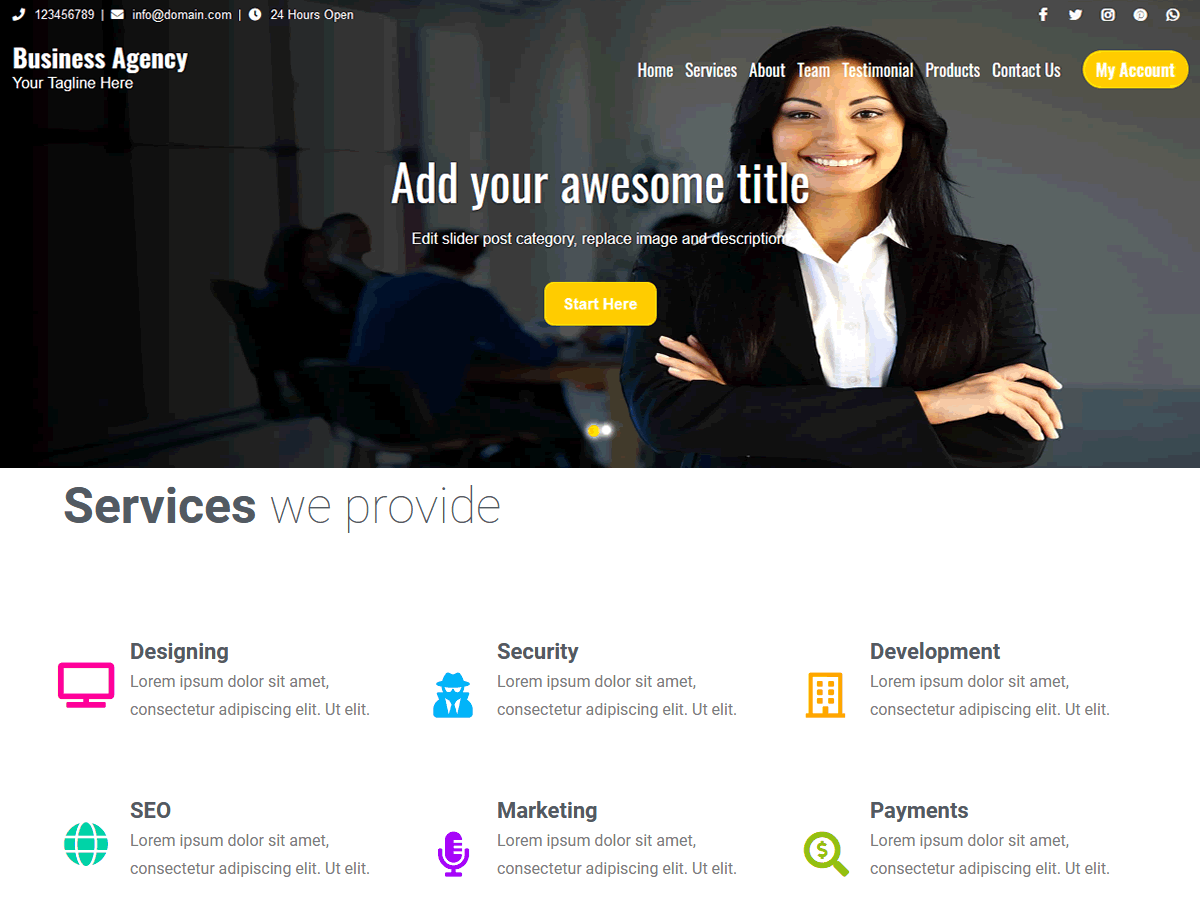 123456789 | info@domain.com | 24 Hours Open
Business Agency
Your Tagline Here
Home Services About Team Testimonial Products Contact Us My Account
Add your awesome title
Edit slider post category, replace image and description
Start Here
Services we provide
Designing
Lorem ipsum dolor sit amet,
consectetur adipiscing elit. Ut elit.
Security
Lorem ipsum dolor sit amet,
consectetur adipiscing elit. Ut elit.
Development
Lorem ipsum dolor sit amet,
consectetur adipiscing elit. Ut elit.
SEO
Lorem ipsum dolor sit amet,
consectetur adipiscing elit. Ut elit.
Marketing
Lorem ipsum dolor sit amet,
consectetur adipiscing elit. Ut elit.
Payments
Lorem ipsum dolor sit amet,
consectetur adipiscing elit. Ut elit.